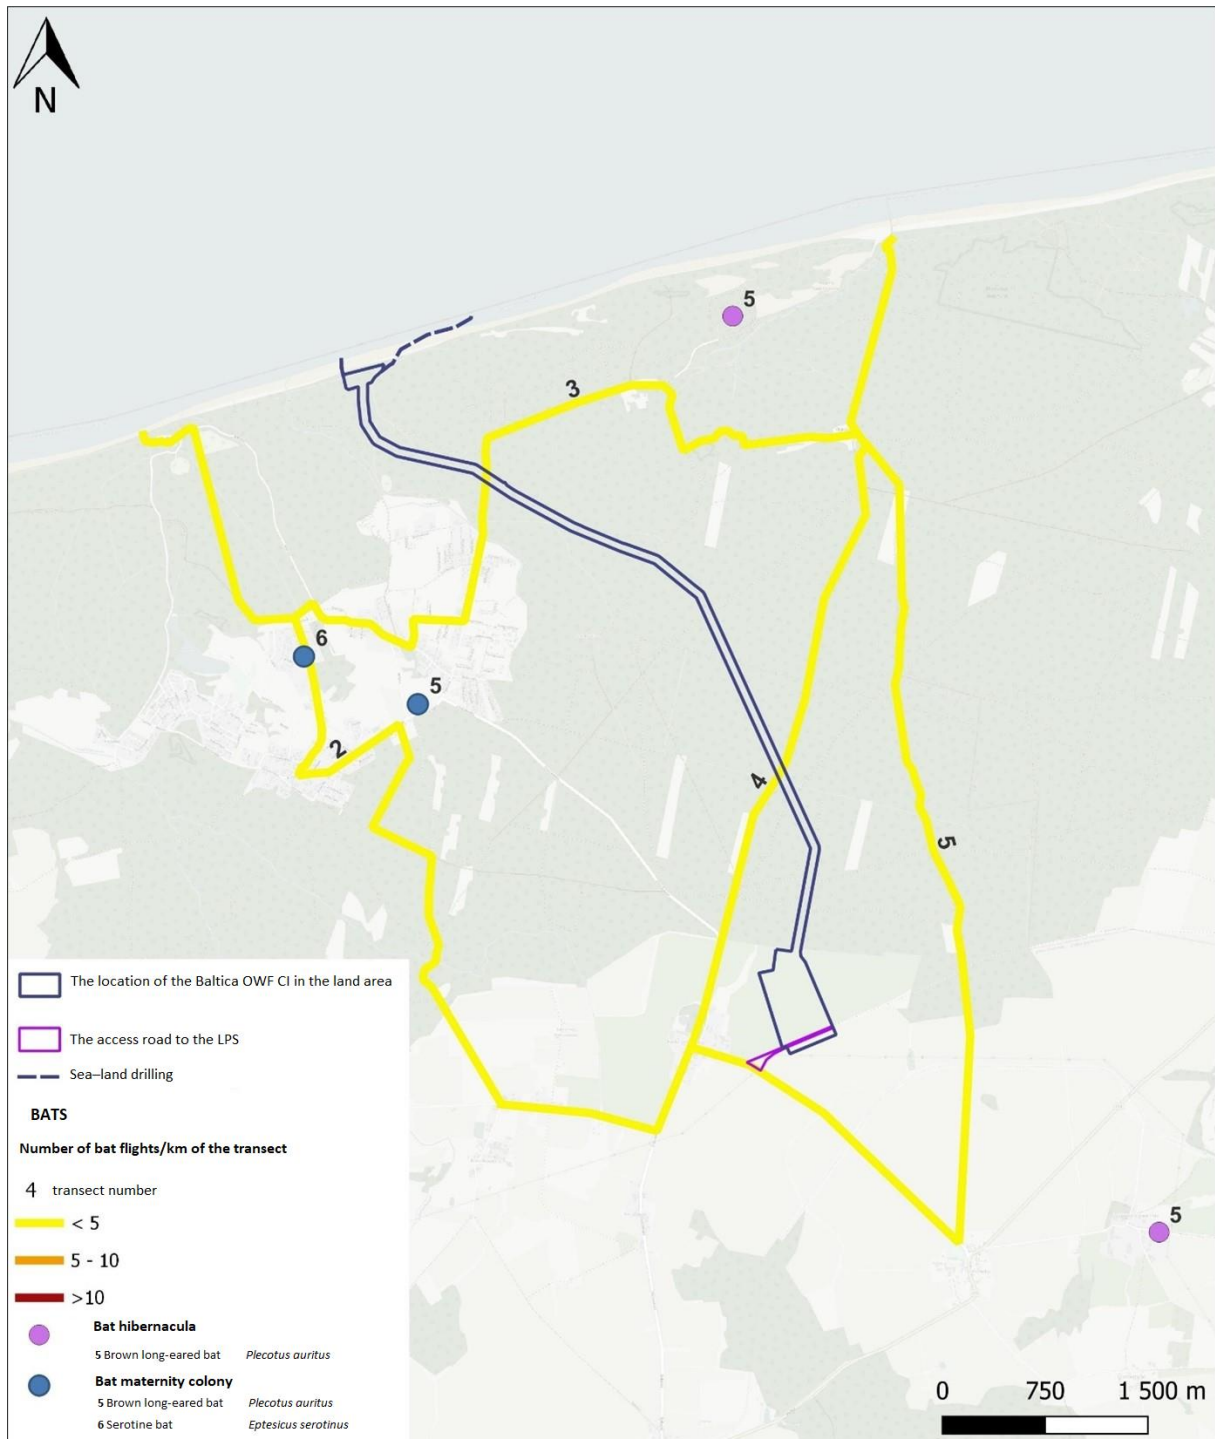 N
5
3
6
5
2
4
5
5
The location of the Baltica OWF CI in the land area
The access road to the LPS
Sea–land drilling
BATS
Number of bat flights/km of the transect
4 transect number
< 5
5 - 10
>10
Bat hibernacula
5 Brown long-eared bat Plecotus auritus
Bat maternity colony
5 Brown long-eared bat Plecotus auritus
6 Serotine bat Eptesicus serotinus
0 750 1 500 m